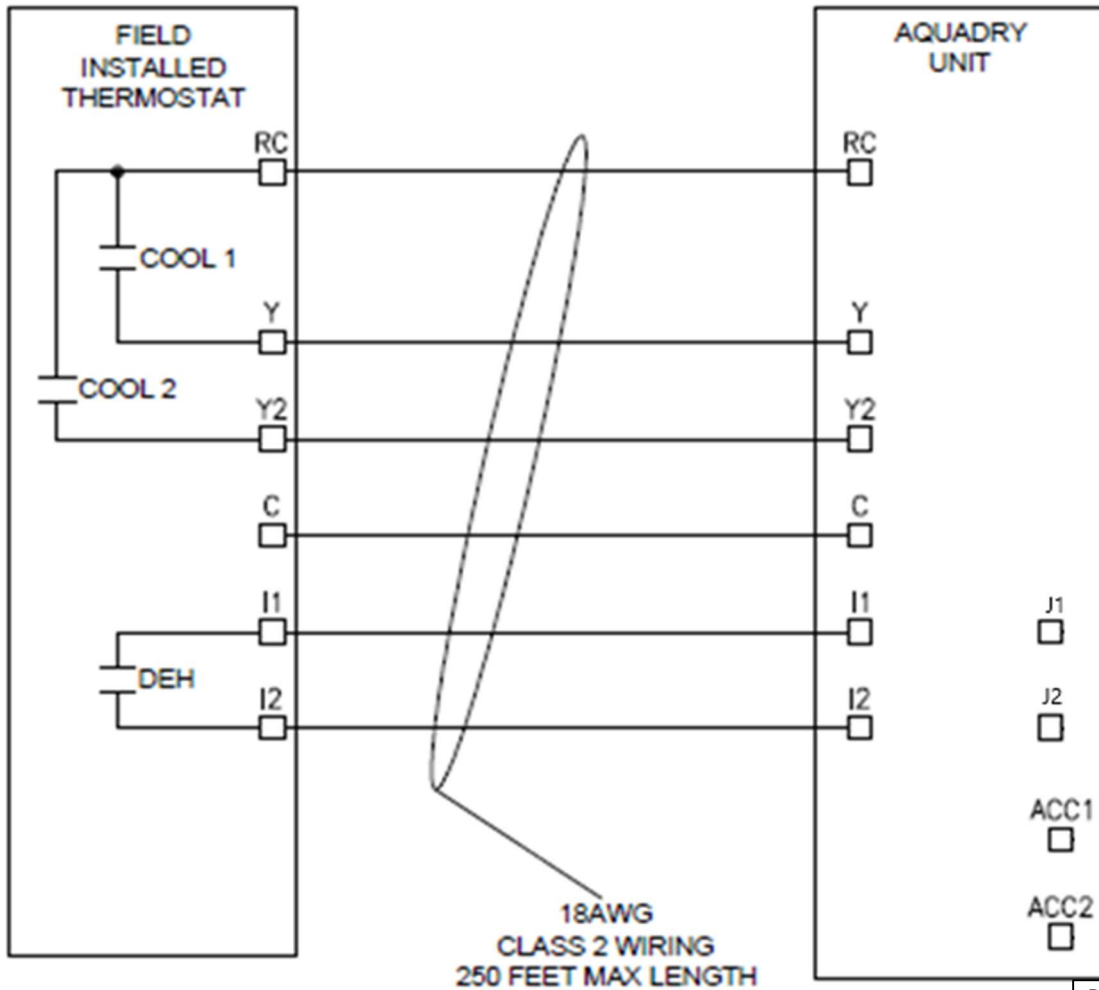 FIELD
INSTALLED
THERMOSTAT
AQUADRY
UNIT
RC
RC
COOL 1
Y
Y
COOL 2
Y2
Y2
C
C
I1
I1
J1
DEH
I2
I2
J2
ACC1
ACC2
18AWG
CLASS 2 WIRING
250 FEET MAX LENGTH